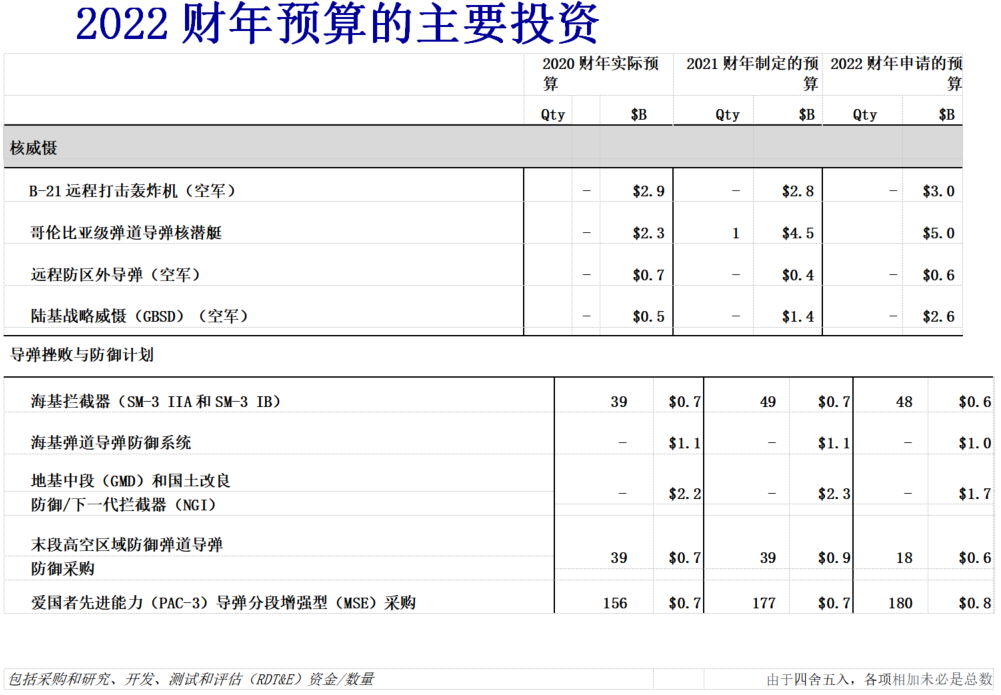 2022 财年预算的主要投资
2020 财年实际预算 2021 财年制定的预算 2022 财年申请的预算
Qty $B Qty $B Qty $B
核威慑
B-21 远程打击轰炸机（空军） – $2.9 – $2.8 – $3.0
哥伦比亚级弹道导弹核潜艇 – $2.3 1 $4.5 $5.0
远程防区外导弹（空军） – $0.7 – $0.4 – $0.6
陆基战略威慑（GBSD）（空军） – $0.5 – $1.4 – $2.6
导弹挫败与防御计划
海基拦截器（SM-3 IIA 和 SM-3 IB） 39 $0.7 49 $0.7 48 $0.6
海基弹道导弹防御系统 – $1.1 – $1.1 – $1.0
地基中段（GMD）和国土改良
防御/下一代拦截器（NGI） – $2.2 – $2.3 – $1.7
末段高空区域防御弹道导弹
防御采购 39 $0.7 39 $0.9 18 $0.6
爱国者先进能力（PAC-3）导弹分段增强型（MSE）采购 156 $0.7 177 $0.7 180 $0.8
包括采购和研究、开发、测试和评估（RDT&E）资金/数量 由于四舍五入，各项相加未必是总数